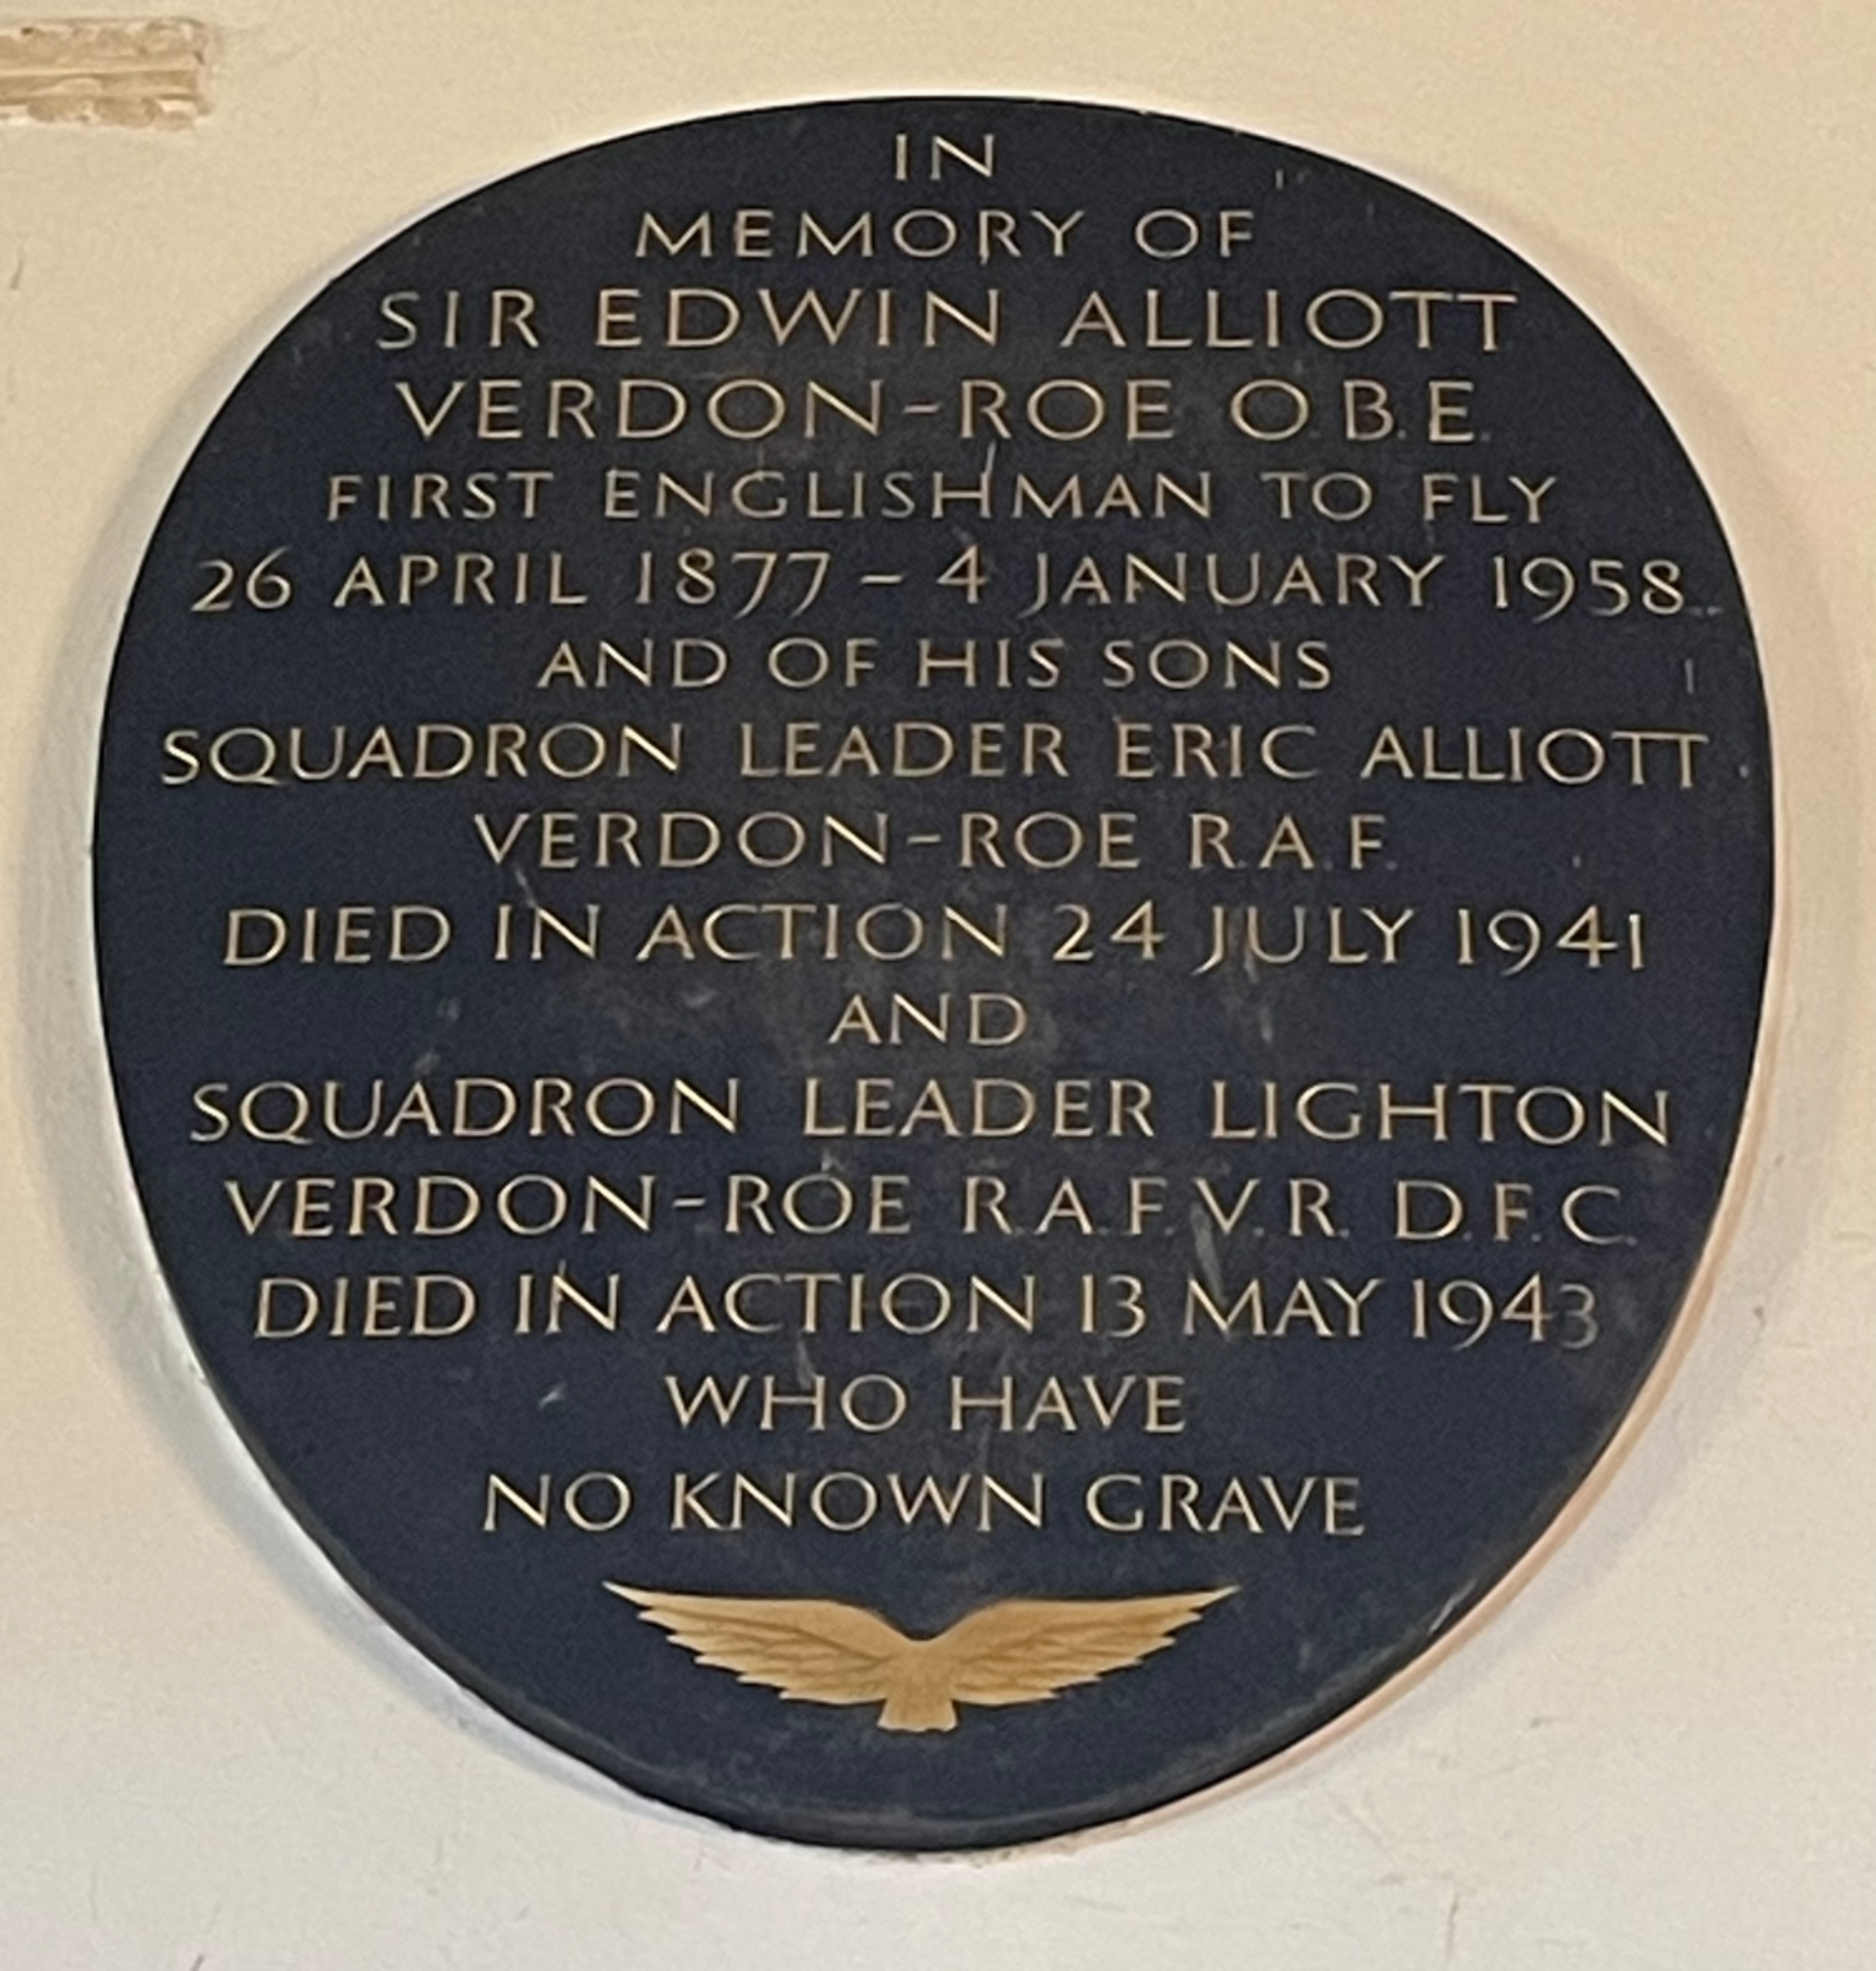 IN
MEMORY OF
SIR EDWIN ALLIOTT
VERDON-ROE O.B.E.
FIRST ENGLISHMAN TO FLY
26 APRIL 1877 – 4 JANUARY 1958
AND OF HIS SONS
SQUADRON LEADER ERIC ALLIOTT
VERDON-ROE R.A.F.
DIED IN ACTION 24 JULY 1941
AND
SQUADRON LEADER LIGHTON
VERDON-ROE R.A.F.V.R. D.F.C.
DIED IN ACTION 13 MAY 1943
WHO HAVE
NO KNOWN GRAVE